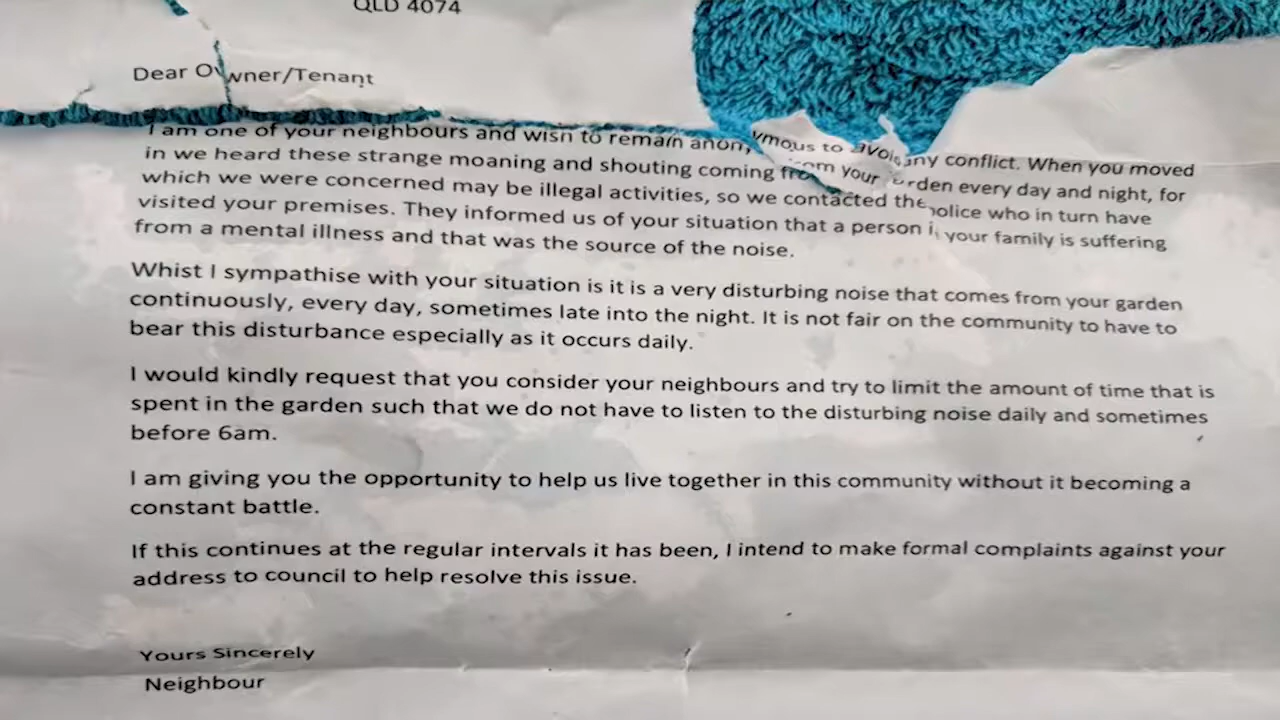 QLD 4074
Dear Owner/Tenant
I am one of your neighbours and wish to remain anonymous to avoid any conflict. When you moved
in we heard these strange moaning and shouting coming from your garden every day and night, for
which we were concerned may be illegal activities, so we contacted the police who in turn have
visited your premises. They informed us of your situation that a person in your family is suffering
from a mental illness and that was the source of the noise.
Whist I sympathise with your situation is it is a very disturbing noise that comes from your garden
continuously, every day, sometimes late into the night. It is not fair on the community to have to
bear this disturbance especially as it occurs daily.
I would kindly request that you consider your neighbours and try to limit the amount of time that is
spent in the garden such that we do not have to listen to the disturbing noise daily and sometimes
before 6am.
I am giving you the opportunity to help us live together in this community without it becoming a
constant battle.
If this continues at the regular intervals it has been, I intend to make formal complaints against your
address to council to help resolve this issue.
Yours Sincerely
Neighbour